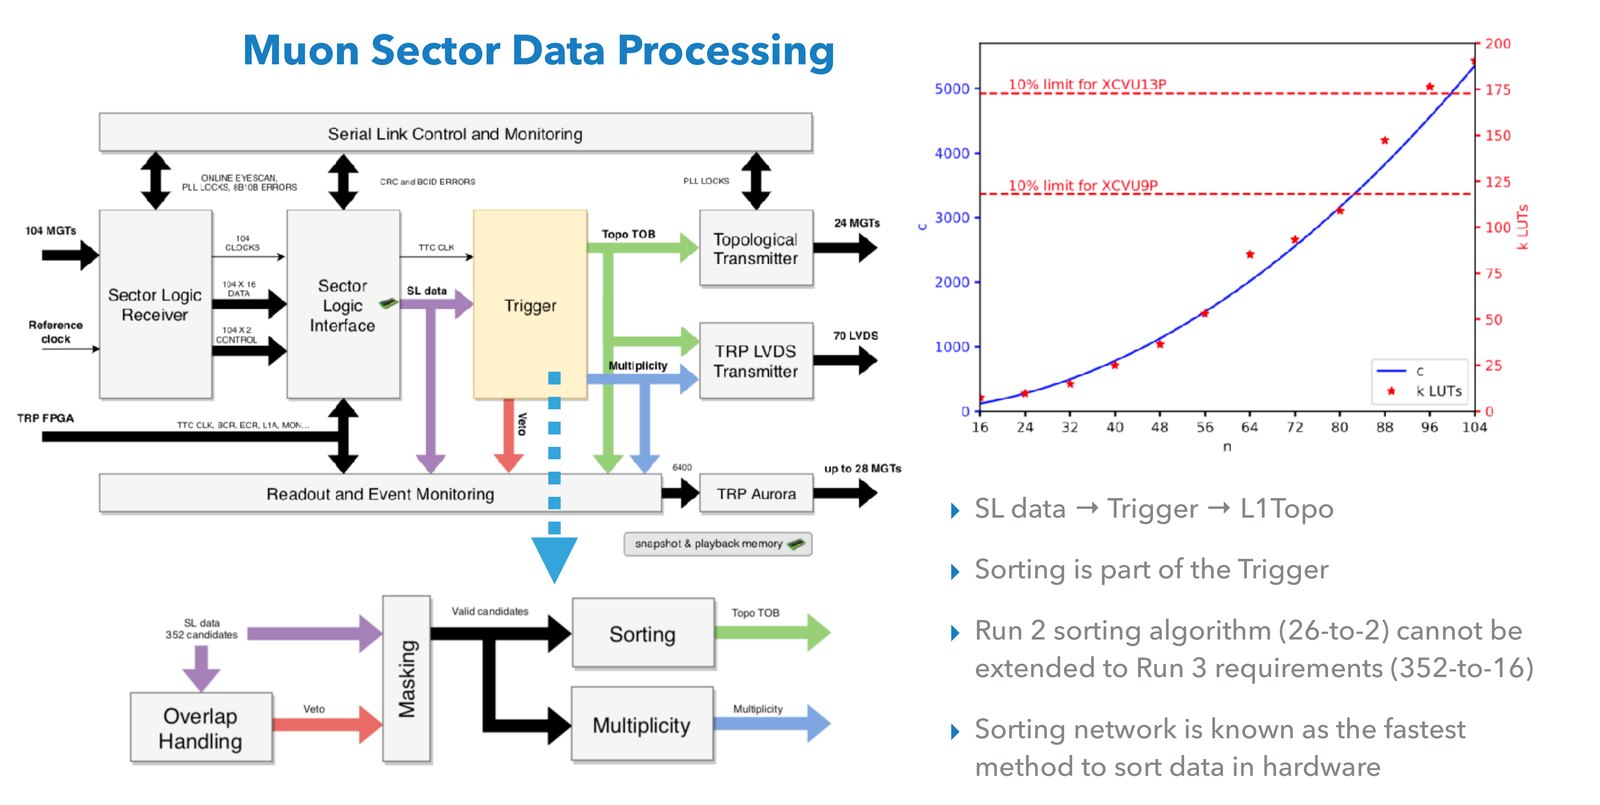 Muon Sector Data Processing
Serial Link Control and Monitoring
ONLINE EYESCAN,
PLL LOCKS, 8B10B ERRORS
CRC and BCID ERRORS
PLL LOCKS
104 MGTs
Reference
clock
Sector Logic
Receiver
104
CLOCKS
104 X 16
DATA
104 X 2
CONTROL
Sector
Logic
Interface
TTC CLK
SL data
Trigger
Topo TOB
Multiplicity
Veto
Topological
Transmitter
24 MGTs
TRP LVDS
Transmitter
70 LVDS
TRP FPGA
TTC CLK, BCR, ECR, L1A, MON...
Readout and Event Monitoring
6400
TRP Aurora
up to 28 MGTs
snapshot & playback memory
SL data
352 candidates
Overlap
Handling
Veto
Masking
Valid candidates
Sorting
Topo TOB
Multiplicity
Multiplicity
10% limit for XCVU13P
10% limit for XCVU9P
c
5000
4000
3000
2000
1000
0
16 24 32 40 48 56 64 72 80 88 96 104
n
200
175
150
125
100
75
50
25
0
k LUTs
c
k LUTs
SL data → Trigger → L1Topo
Sorting is part of the Trigger
Run 2 sorting algorithm (26-to-2) cannot be
extended to Run 3 requirements (352-to-16)
Sorting network is known as the fastest
method to sort data in hardware